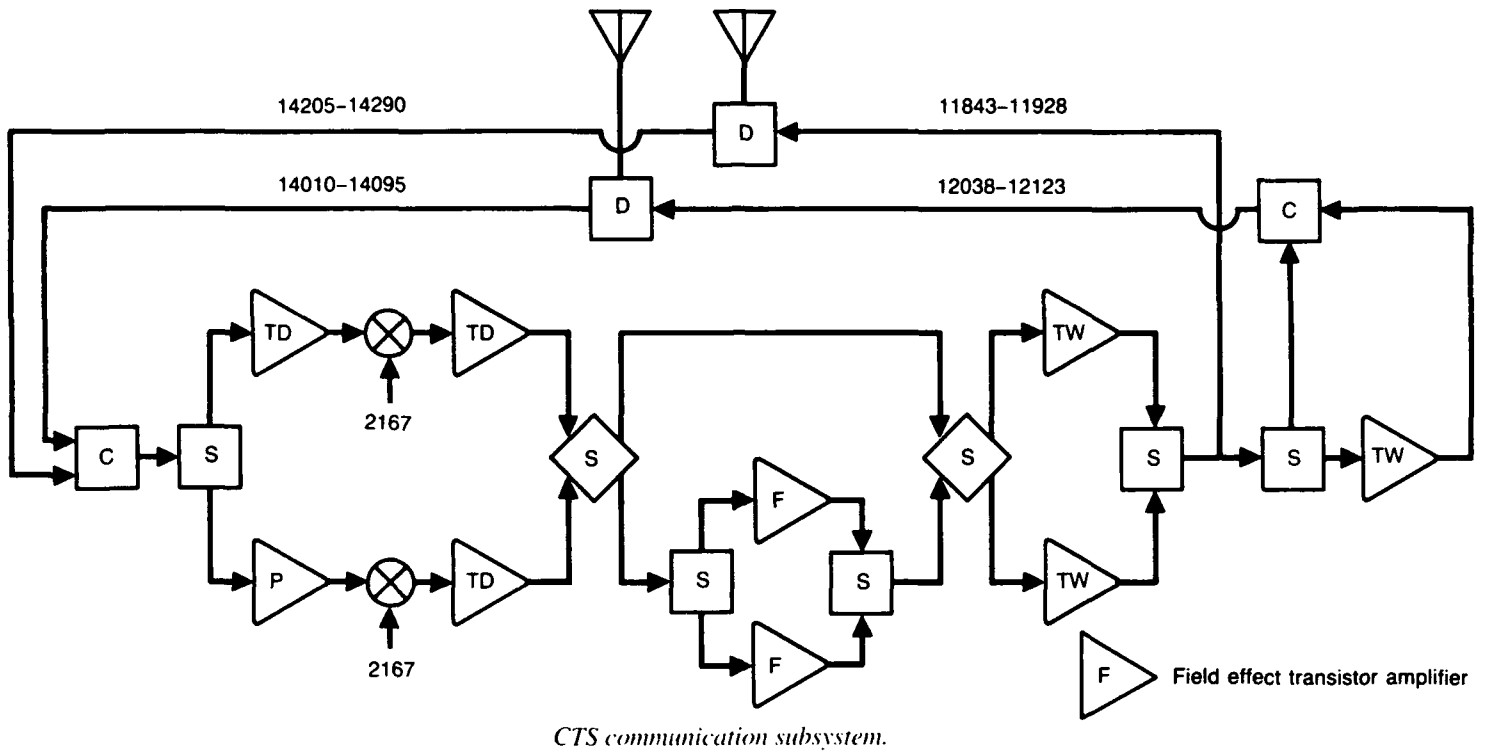 14205–14290
11843–11928
D
14010–14095
12038–12123
D
C
TD
TD
TW
2167
C
S
S
S
S
S
TW
F
S
S
P
TD
TW
2167
F
F
Field effect transistor amplifier
CTS communication subsystem.